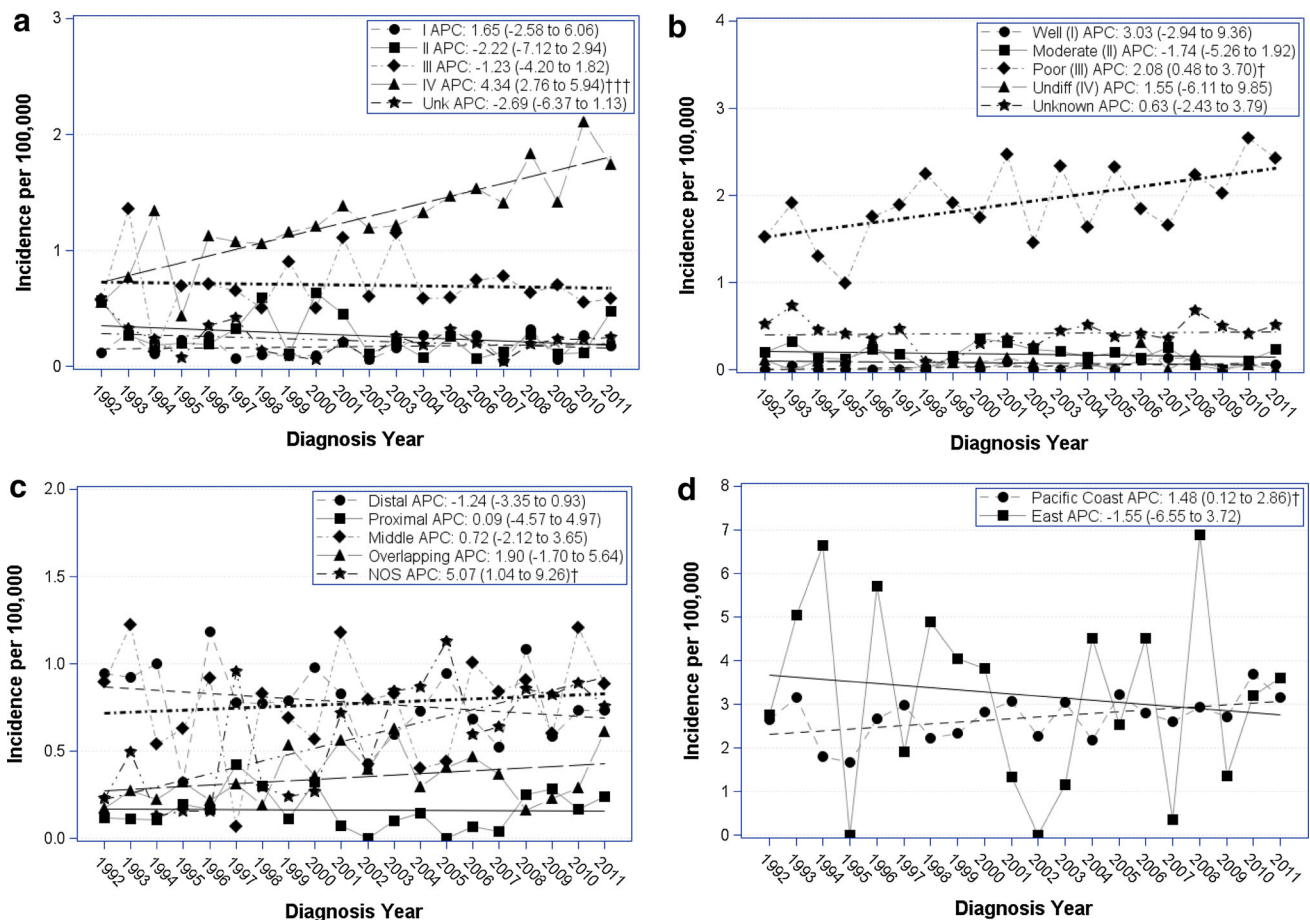 a
I APC: 1.65 (-2.58 to 6.06)
II APC: -2.22 (-7.12 to 2.94)
III APC: -1.23 (-4.20 to 1.82)
IV APC: 4.34 (2.76 to 5.94)†††
Unk APC: -2.69 (-6.37 to 1.13)
3
2
1
0
Incidence per 100,000
1992 1993 1994 1995 1996 1997 1998 1999 2000 2001 2002 2003 2004 2005 2006 2007 2008 2009 2010 2011
Diagnosis Year
b
Well (I) APC: 3.03 (-2.94 to 9.36)
Moderate (II) APC: -1.74 (-5.26 to 1.92)
Poor (III) APC: 2.08 (0.48 to 3.70)†
Undiff (IV) APC: 1.55 (-6.11 to 9.85)
Unknown APC: 0.63 (-2.43 to 3.79)
4
3
2
1
0
Incidence per 100,000
1992 1993 1994 1995 1996 1997 1998 1999 2000 2001 2002 2003 2004 2005 2006 2007 2008 2009 2010 2011
Diagnosis Year
c
Distal APC: -1.24 (-3.35 to 0.93)
Proximal APC: 0.09 (-4.57 to 4.97)
Middle APC: 0.72 (-2.12 to 3.65)
Overlapping APC: 1.90 (-1.70 to 5.64)
NOS APC: 5.07 (1.04 to 9.26)†
2.0
1.5
1.0
0.5
0.0
Incidence per 100,000
1992 1993 1994 1995 1996 1997 1998 1999 2000 2001 2002 2003 2004 2005 2006 2007 2008 2009 2010 2011
Diagnosis Year
d
Pacific Coast APC: 1.48 (0.12 to 2.86)†
East APC: -1.55 (-6.55 to 3.72)
8
7
6
5
4
3
2
1
0
Incidence per 100,000
1992 1993 1994 1995 1996 1997 1998 1999 2000 2001 2002 2003 2004 2005 2006 2007 2008 2009 2010 2011
Diagnosis Year